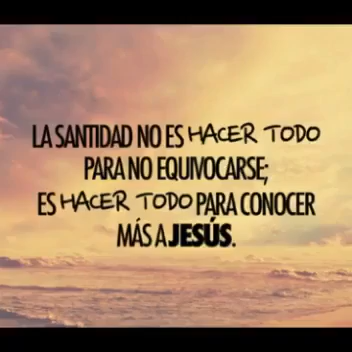 LA SANTIDAD NO ES HACER TODO
PARA NO EQUIVOCARSE;
ES HACER TODO PARA CONOCER
MÁS A JESÚS.